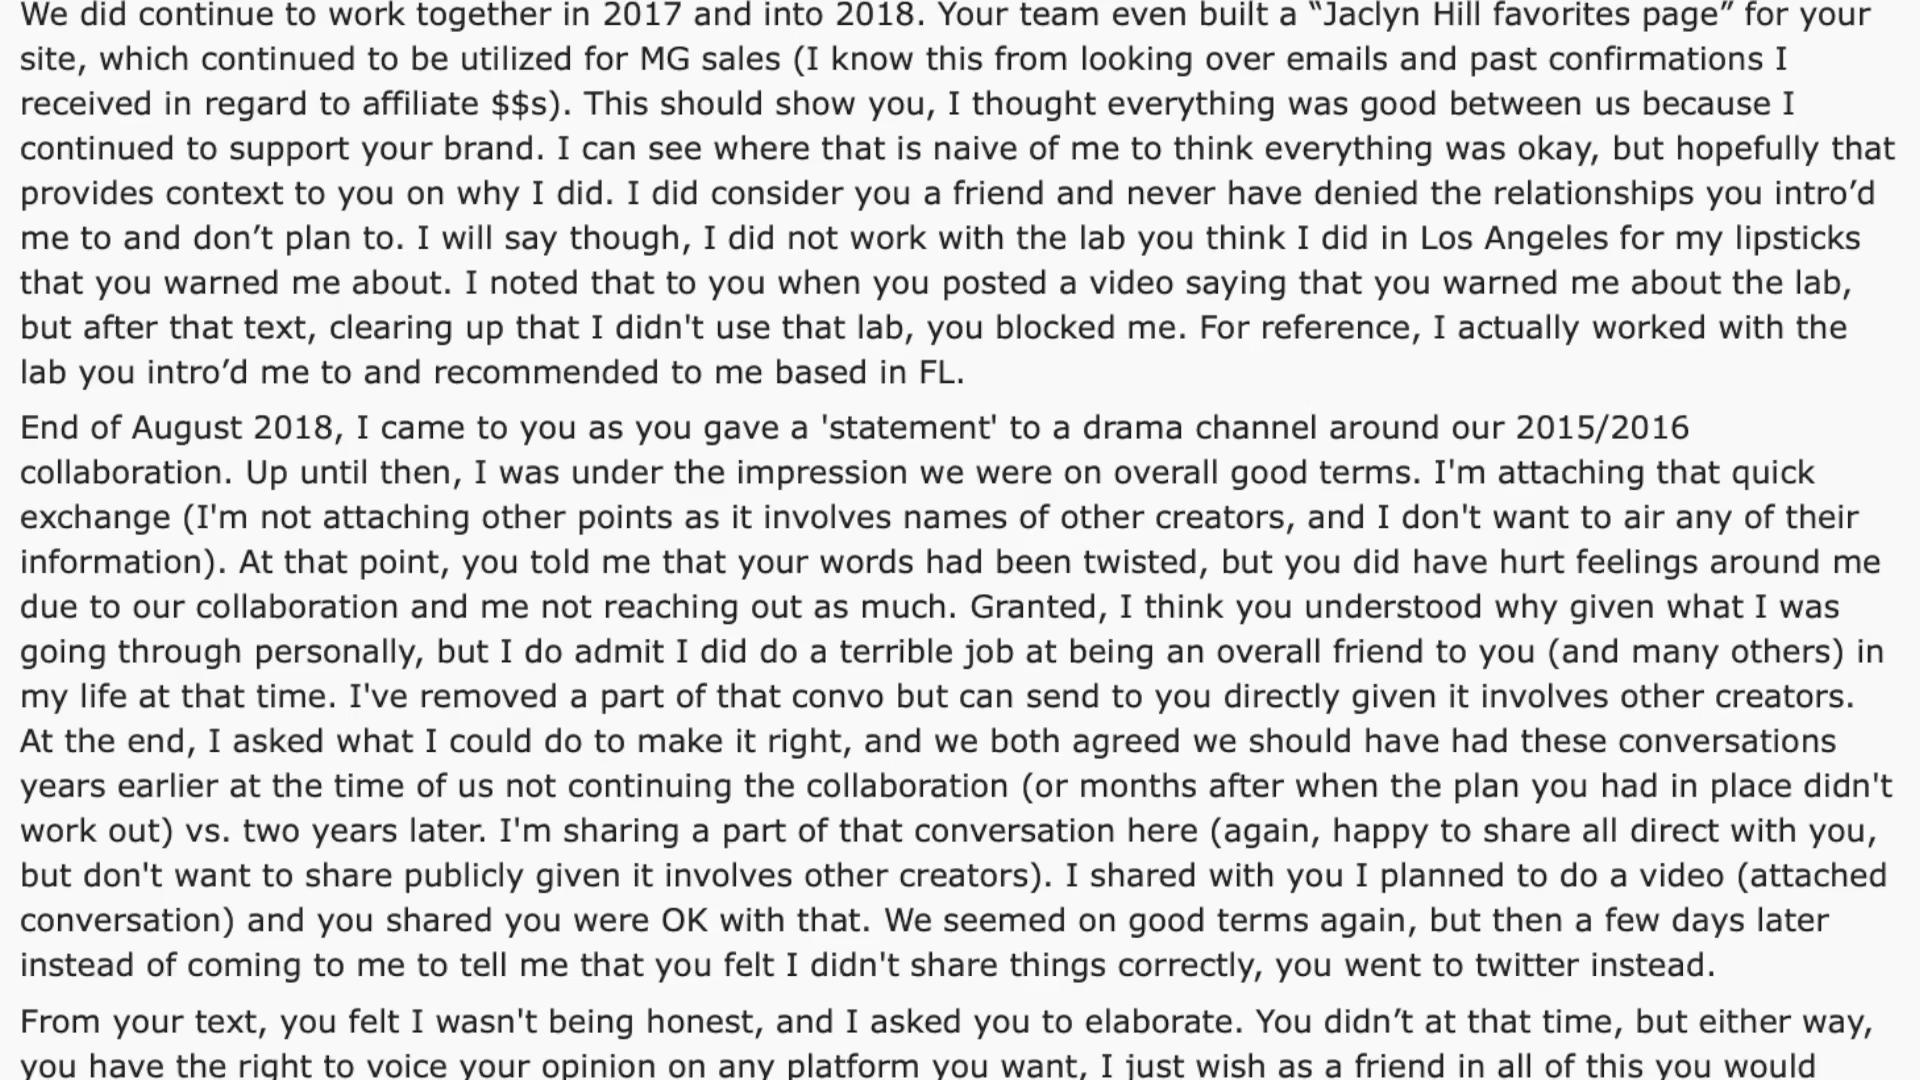 We did continue to work together in 2017 and into 2018. Your team even built a “Jaclyn Hill favorites page” for your
site, which continued to be utilized for MG sales (I know this from looking over emails and past confirmations I
received in regard to affiliate $$s). This should show you, I thought everything was good between us because I
continued to support your brand. I can see where that is naive of me to think everything was okay, but hopefully that
provides context to you on why I did. I did consider you a friend and never have denied the relationships you intro’d
me to and don’t plan to. I will say though, I did not work with the lab you think I did in Los Angeles for my lipsticks
that you warned me about. I noted that to you when you posted a video saying that you warned me about the lab,
but after that text, clearing up that I didn't use that lab, you blocked me. For reference, I actually worked with the
lab you intro’d me to and recommended to me based in FL.
End of August 2018, I came to you as you gave a 'statement' to a drama channel around our 2015/2016
collaboration. Up until then, I was under the impression we were on overall good terms. I'm attaching that quick
exchange (I'm not attaching other points as it involves names of other creators, and I don't want to air any of their
information). At that point, you told me that your words had been twisted, but you did have hurt feelings around me
due to our collaboration and me not reaching out as much. Granted, I think you understood why given what I was
going through personally, but I do admit I did do a terrible job at being an overall friend to you (and many others) in
my life at that time. I've removed a part of that convo but can send to you directly given it involves other creators.
At the end, I asked what I could do to make it right, and we both agreed we should have had these conversations
years earlier at the time of us not continuing the collaboration (or months after when the plan you had in place didn't
work out) vs. two years later. I'm sharing a part of that conversation here (again, happy to share all direct with you,
but don't want to share publicly given it involves other creators). I shared with you I planned to do a video (attached
conversation) and you shared you were OK with that. We seemed on good terms again, but then a few days later
instead of coming to me to tell me that you felt I didn't share things correctly, you went to twitter instead.
From your text, you felt I wasn't being honest, and I asked you to elaborate. You didn’t at that time, but either way,
you have the right to voice your opinion on any platform you want, I just wish as a friend in all of this you would